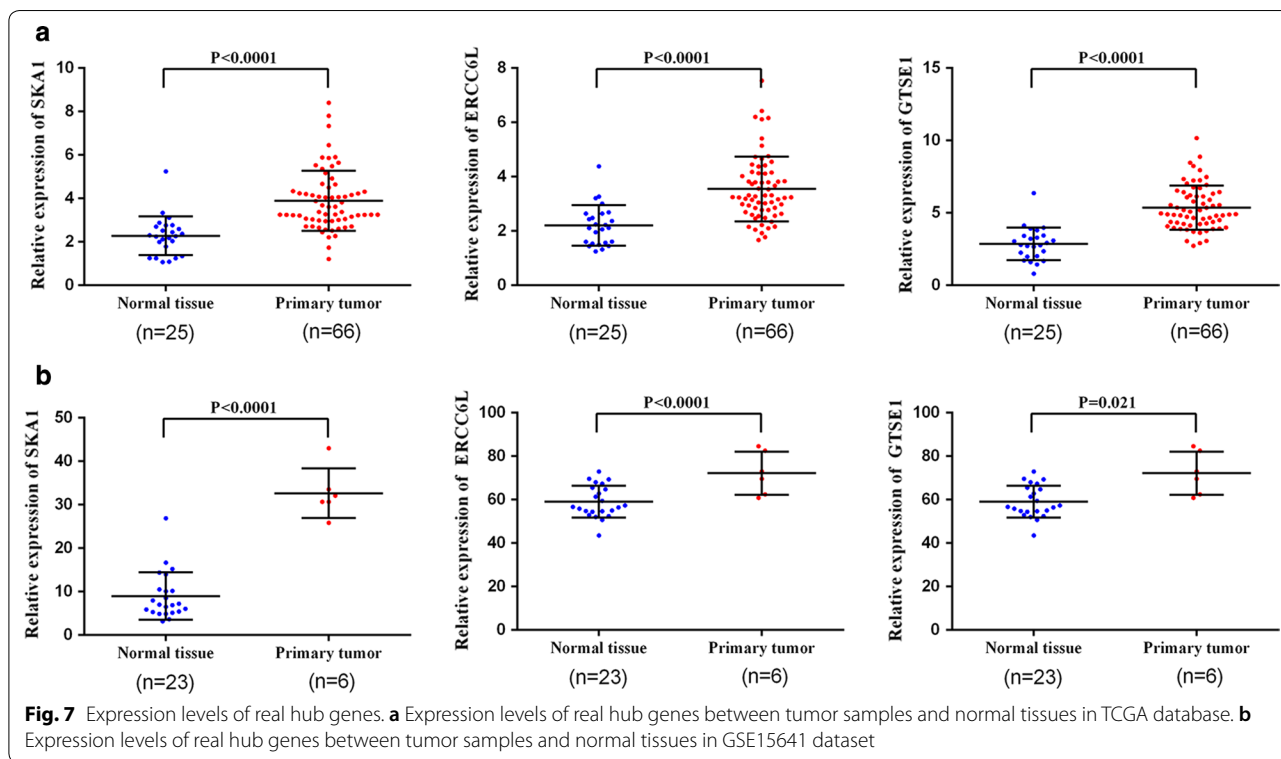 a
P<0.0001
Relative expression of SKA1
10
8
6
4
2
0
Normal tissue
Primary tumor
(n=25)
(n=66)
P<0.0001
Relative expression of ERCC6L
8
6
4
2
0
Normal tissue
Primary tumor
(n=25)
(n=66)
P<0.0001
Relative expression of GTSE1
15
10
5
0
Normal tissue
Primary tumor
(n=25)
(n=66)
b
P<0.0001
Relative expression of SKA1
50
40
30
20
10
0
Normal tissue
Primary tumor
(n=23)
(n=6)
P<0.0001
Relative expression of ERCC6L
100
80
60
40
20
0
Normal tissue
Primary tumor
(n=23)
(n=6)
P=0.021
Relative expression of GTSE1
100
80
60
40
20
0
Normal tissue
Primary tumor
(n=23)
(n=6)
Fig. 7 Expression levels of real hub genes. a Expression levels of real hub genes between tumor samples and normal tissues in TCGA database. b
Expression levels of real hub genes between tumor samples and normal tissues in GSE15641 dataset